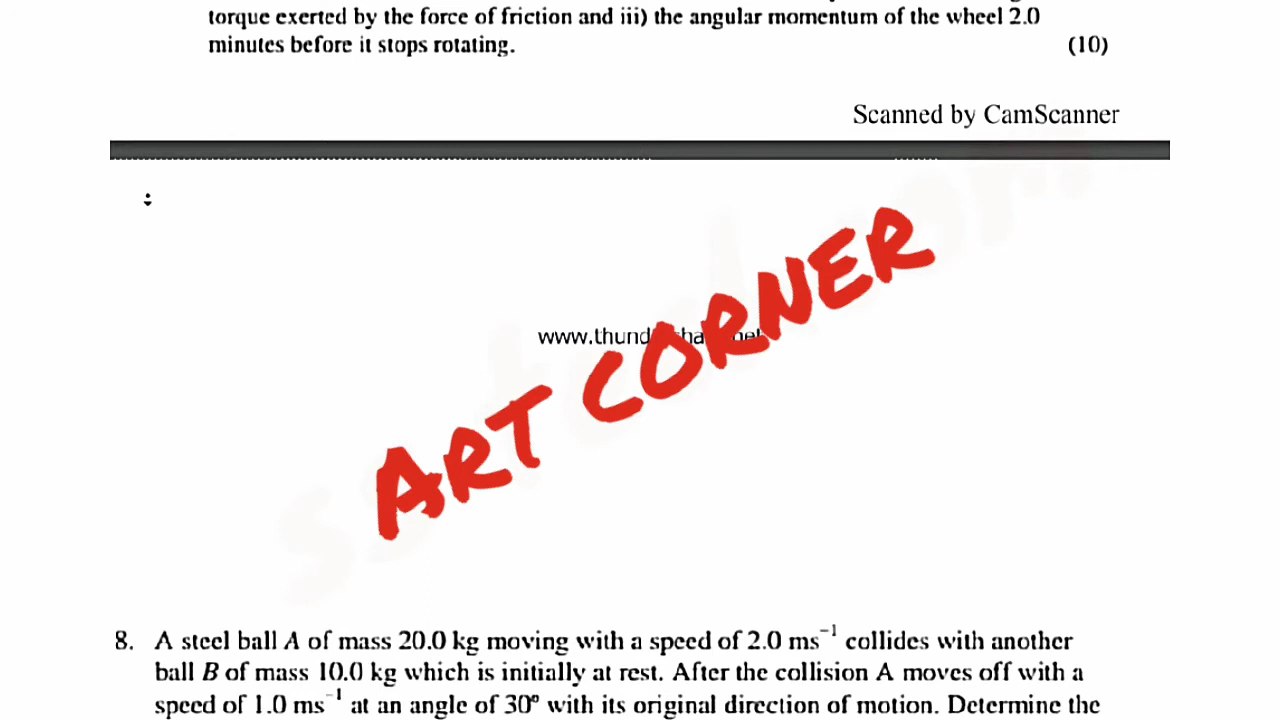 torque exerted by the force of friction and iii) the angular momentum of the wheel 2.0
minutes before it stops rotating. (10)
Scanned by CamScanner
:
ART CORNER
8. A steel ball A of mass 20.0 kg moving with a speed of 2.0 ms⁻¹ collides with another
ball B of mass 10.0 kg which is initially at rest. After the collision A moves off with a
speed of 1.0 ms⁻¹ at an angle of 30º with its original direction of motion. Determine the